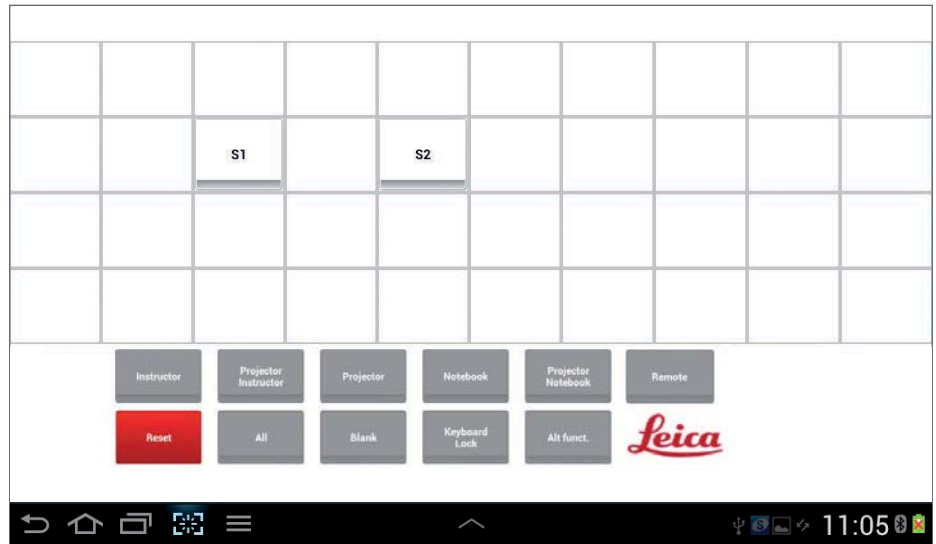 S1 S2
Instructor Projector Instructor Projector Notebook Projector Notebook Remote
Reset All Blank Keyboard Lock Alt funct. Leica
11:05